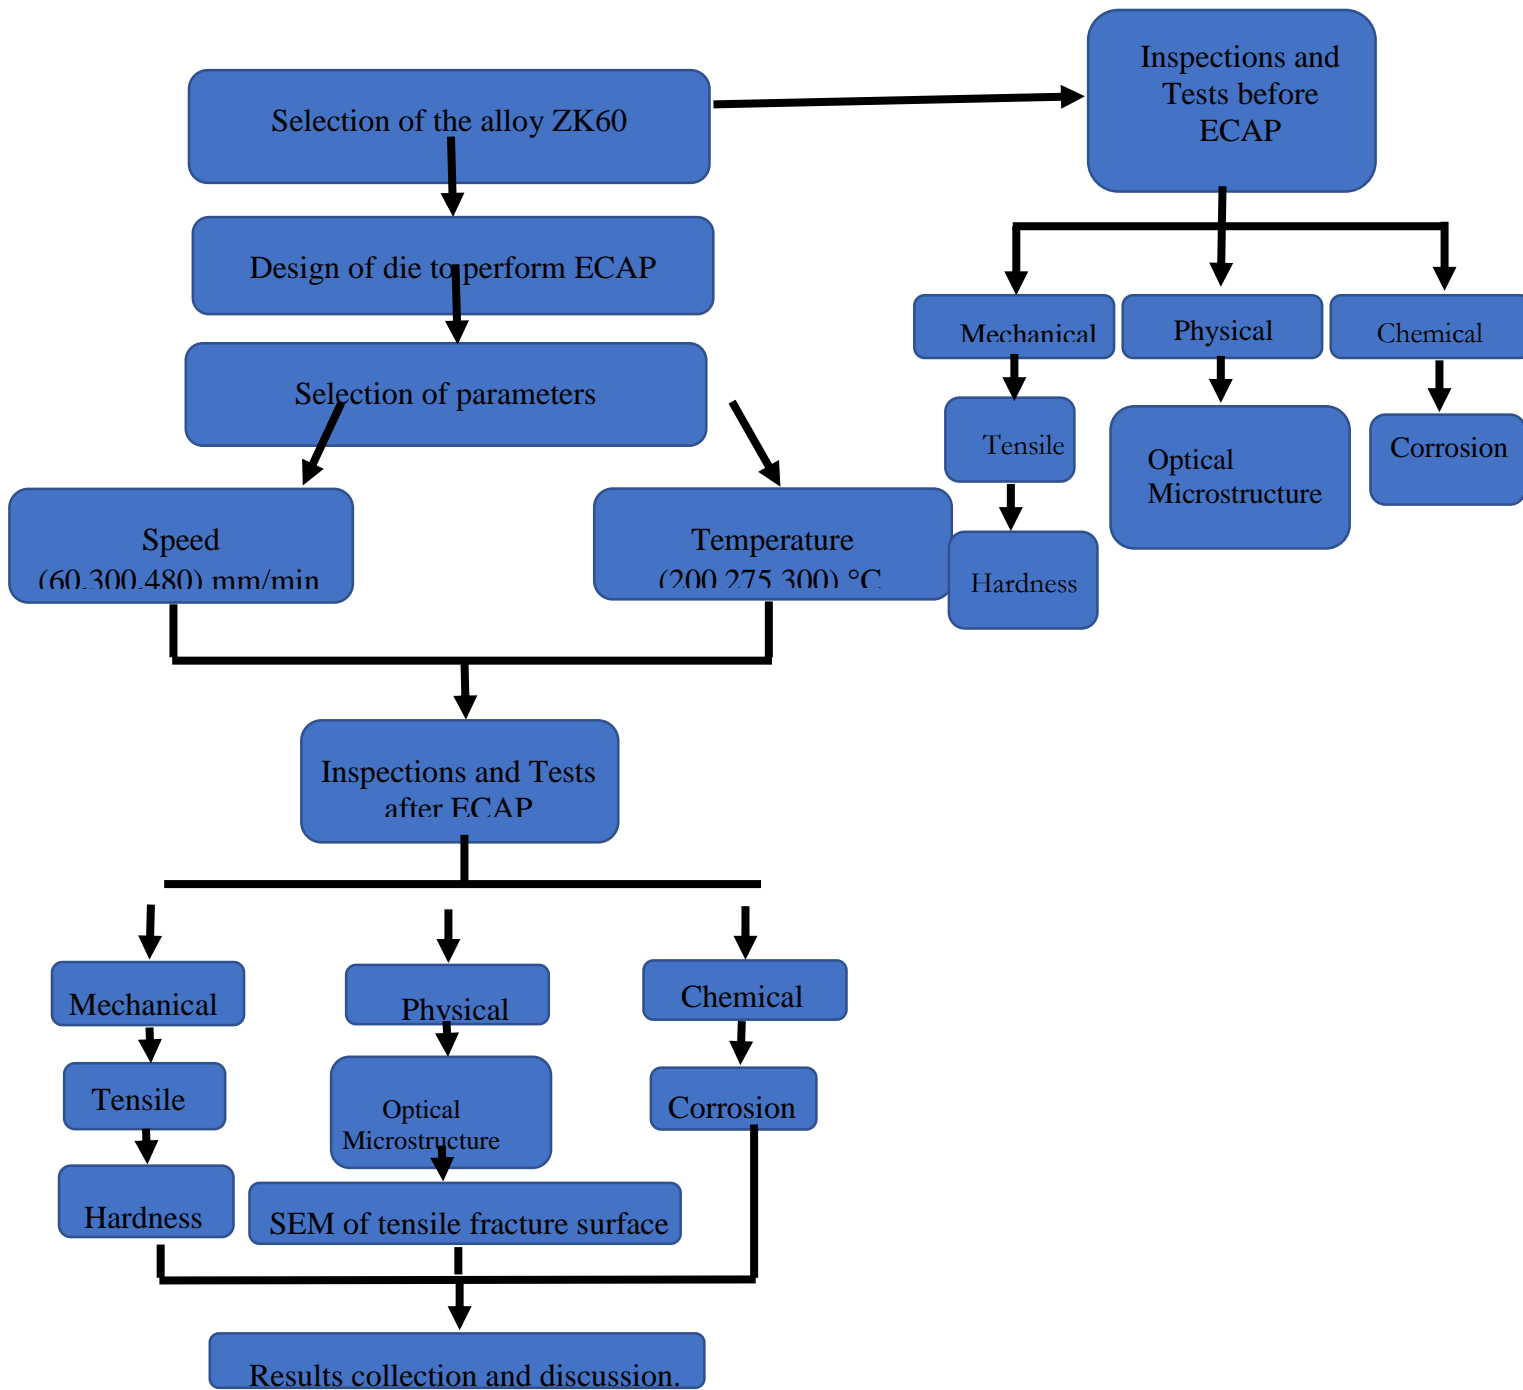 Selection of the alloy ZK60
Inspections and
Tests before
ECAP
Design of die to perform ECAP
Selection of parameters
Mechanical
Physical
Chemical
Tensile
Optical
Microstructure
Corrosion
Hardness
Speed
(60,300,480) mm/min
Temperature
(200,275,300) °C
Inspections and Tests
after ECAP
Mechanical
Physical
Chemical
Tensile
Optical
Microstructure
Corrosion
Hardness
SEM of tensile fracture surface
Results collection and discussion.